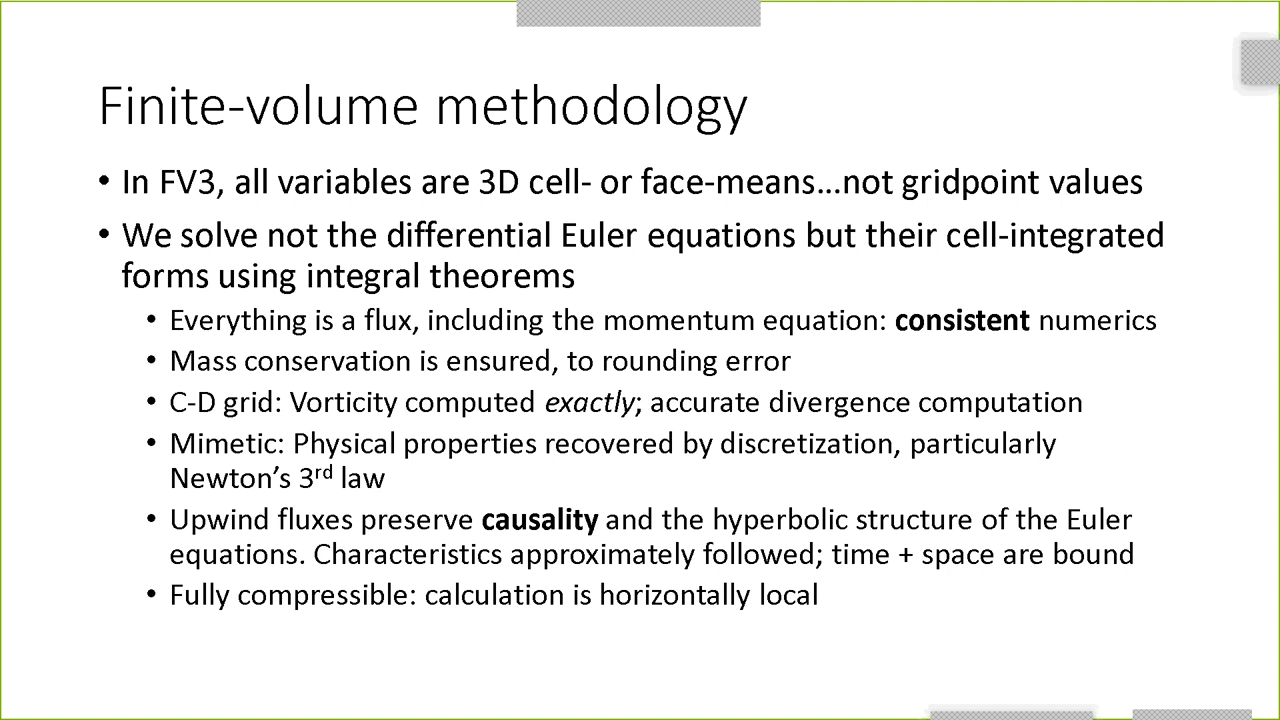 Finite-volume methodology
• In FV3, all variables are 3D cell- or face-means...not gridpoint values
• We solve not the differential Euler equations but their cell-integrated
forms using integral theorems
• Everything is a flux, including the momentum equation: consistent numerics
• Mass conservation is ensured, to rounding error
• C-D grid: Vorticity computed exactly; accurate divergence computation
• Mimetic: Physical properties recovered by discretization, particularly
Newton’s 3rd law
• Upwind fluxes preserve causality and the hyperbolic structure of the Euler
equations. Characteristics approximately followed; time + space are bound
• Fully compressible: calculation is horizontally local